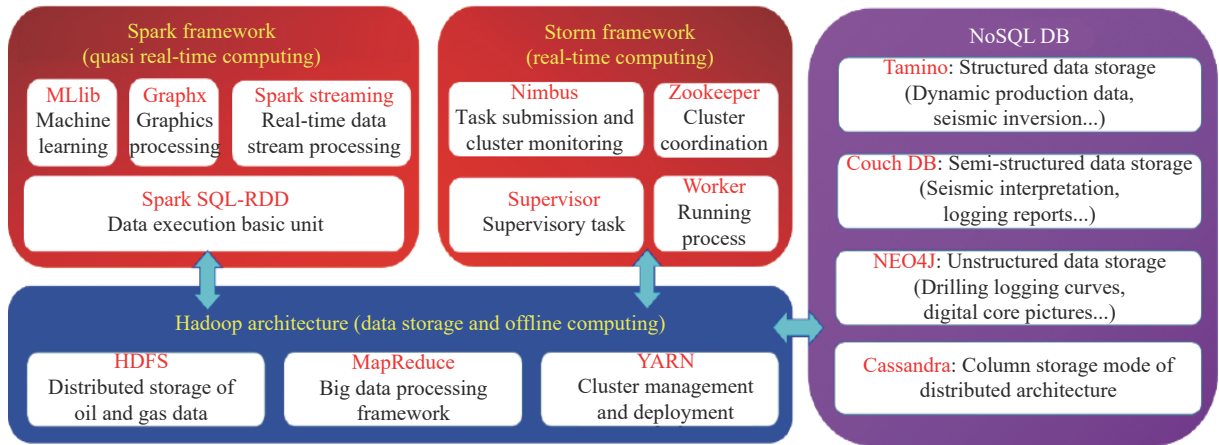 Spark framework
(quasi real-time computing)
MLlib
Machine
learning
Graphx
Graphics
processing
Spark streaming
Real-time data
stream processing
Spark SQL-RDD
Data execution basic unit
Storm framework
(real-time computing)
Nimbus
Task submission and
cluster monitoring
Zookeeper
Cluster
coordination
Supervisor
Supervisory task
Worker
Running
process
Hadoop architecture (data storage and offline computing)
HDFS
Distributed storage of
oil and gas data
MapReduce
Big data processing
framework
YARN
Cluster management
and deployment
NoSQL DB
Tamino: Structured data storage
(Dynamic production data,
seismic inversion...)
Couch DB: Semi-structured data storage
(Seismic interpretation,
logging reports...)
NEO4J: Unstructured data storage
(Drilling logging curves,
digital core pictures...)
Cassandra: Column storage mode of
distributed architecture